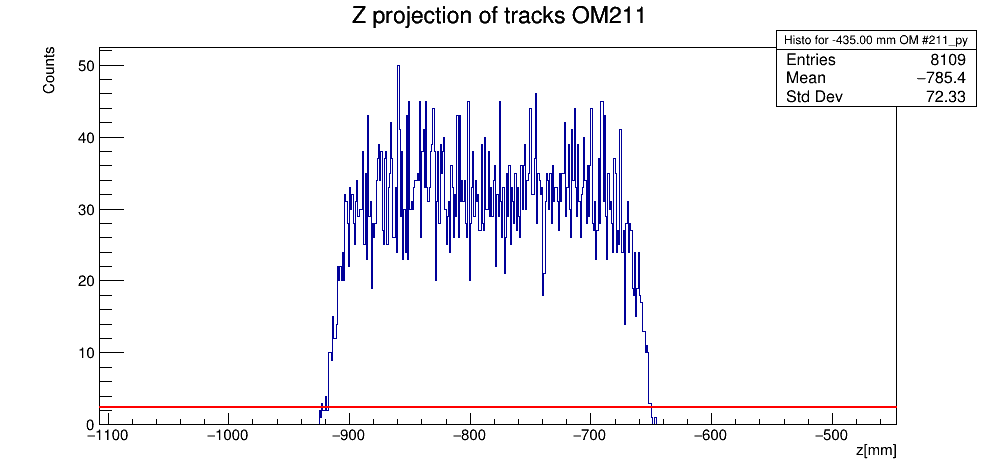 Z projection of tracks OM211
Histo for -435.00 mm OM #211_py
Entries 8109
Mean −785.4
Std Dev 72.33
Counts
50
40
30
20
10
0
−1100 −1000 −900 −800 −700 −600 −500
z[mm]